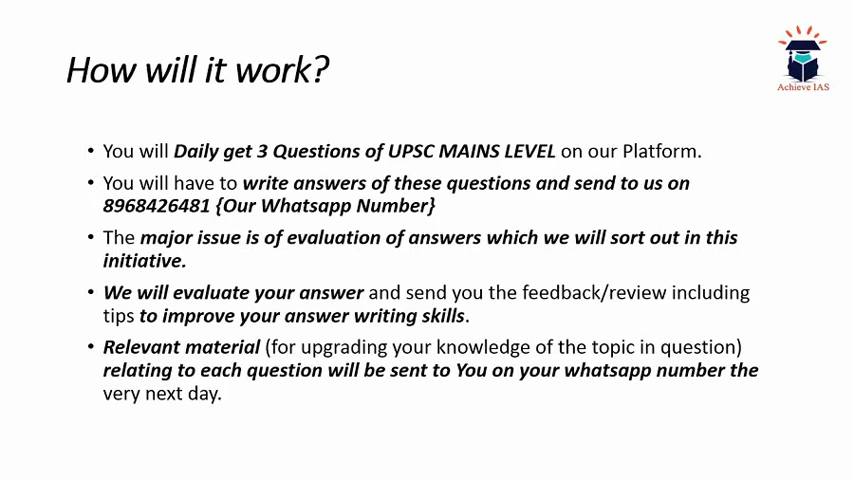 How will it work?
Achieve IAS
• You will Daily get 3 Questions of UPSC MAINS LEVEL on our Platform.
• You will have to write answers of these questions and send to us on
8968426481 {Our Whatsapp Number}
• The major issue is of evaluation of answers which we will sort out in this
initiative.
• We will evaluate your answer and send you the feedback/review including
tips to improve your answer writing skills.
• Relevant material (for upgrading your knowledge of the topic in question)
relating to each question will be sent to You on your whatsapp number the
very next day.